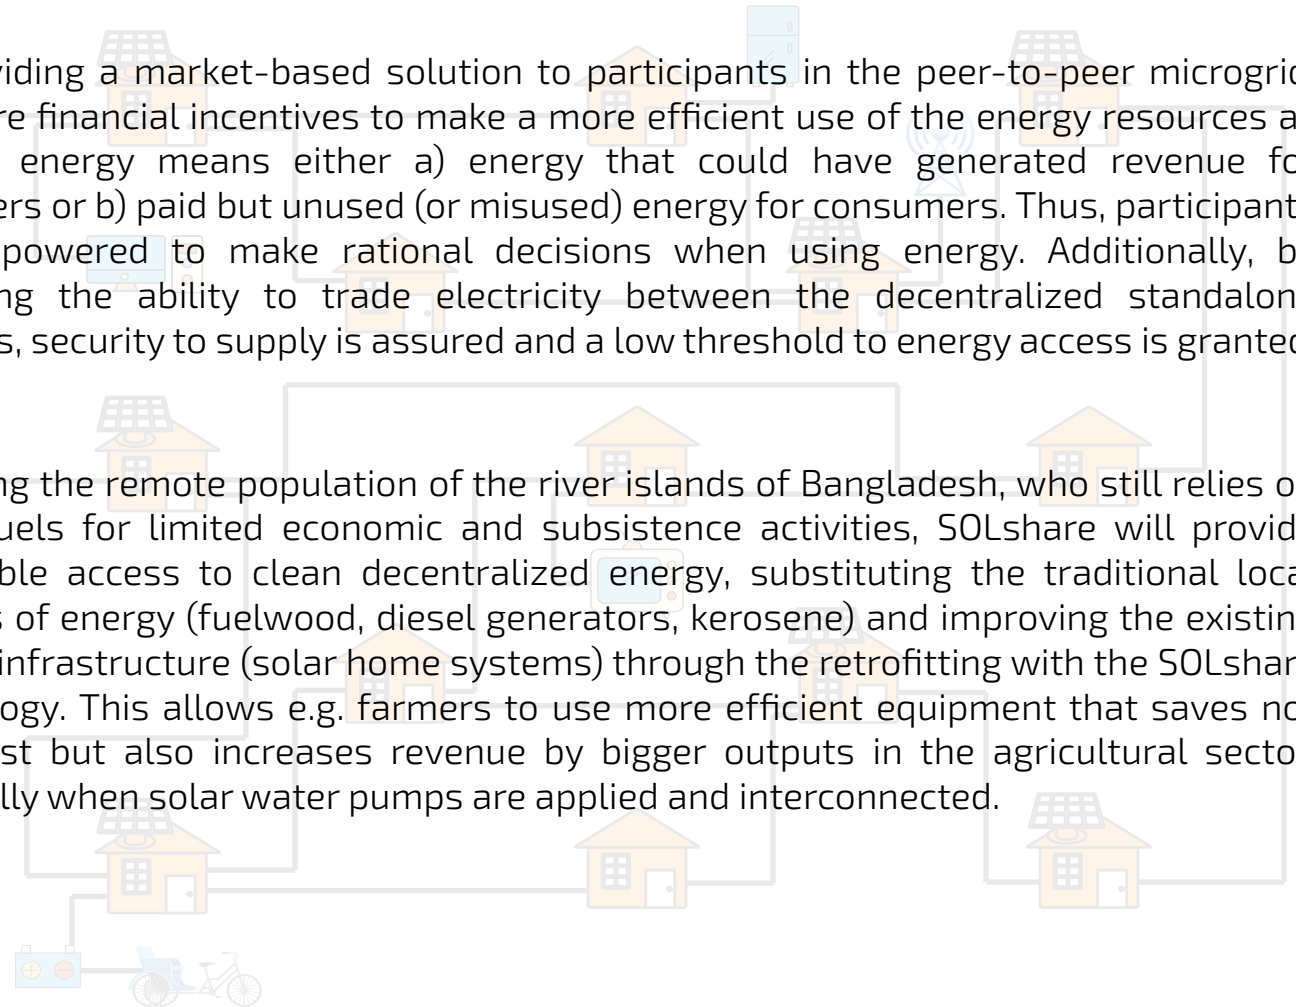 viding a market-based solution to participants in the peer-to-peer microgrid
re financial incentives to make a more efficient use of the energy resources a
energy means either a) energy that could have generated revenue fo
ers or b) paid but unused (or misused) energy for consumers. Thus, participant
powered to make rational decisions when using energy. Additionally, b
ng the ability to trade electricity between the decentralized standalon
s, security to supply is assured and a low threshold to energy access is granted
ng the remote population of the river islands of Bangladesh, who still relies o
uels for limited economic and subsistence activities, SOLshare will provid
ble access to clean decentralized energy, substituting the traditional loca
s of energy (fuelwood, diesel generators, kerosene) and improving the existin
infrastructure (solar home systems) through the retrofitting with the SOLshar
ogy. This allows e.g. farmers to use more efficient equipment that saves no
st but also increases revenue by bigger outputs in the agricultural secto
lly when solar water pumps are applied and interconnected.